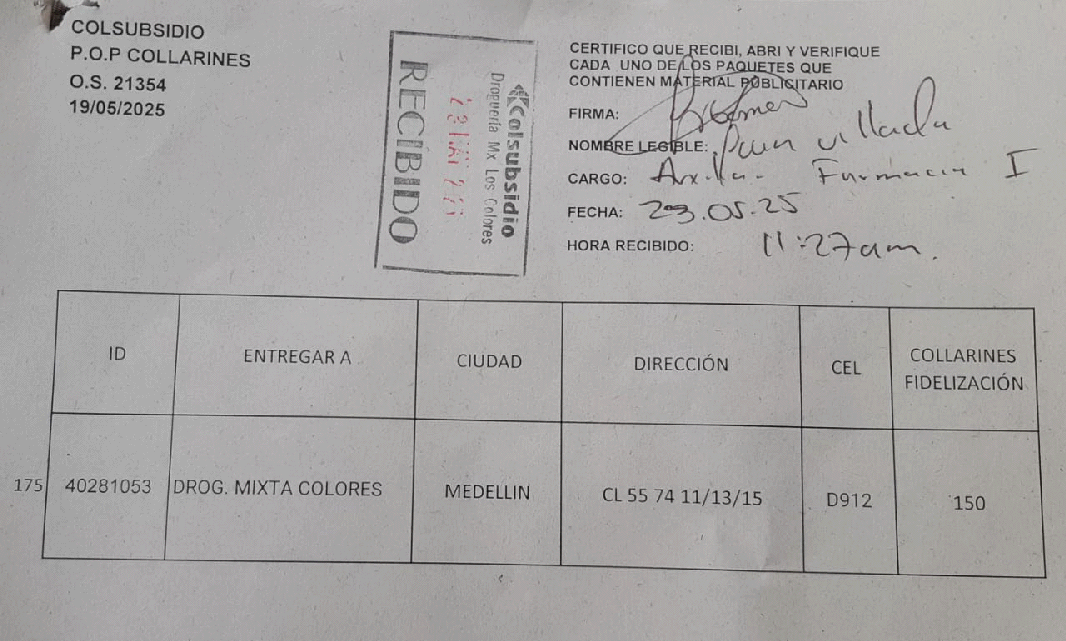 COLSUBSIDIO
P.O.P COLLARINES
O.S. 21354
19/05/2025
Colsubsidio
Droguería Mx Los Colores
RECIBIDO
CERTIFICO QUE RECIBI, ABRI Y VERIFIQUE
CADA UNO DE LOS PAQUETES QUE
CONTIENEN MATERIAL PUBLICITARIO
FIRMA:
NOMBRE LEGIBLE: villada
CARGO: Farmacia I
FECHA: 23.05.25
HORA RECIBIDO: 11:27am.
ID ENTREGAR A CIUDAD DIRECCIÓN CEL COLLARINES FIDELIZACIÓN
175 40281053 DROG. MIXTA COLORES MEDELLIN CL 55 74 11/13/15 D912 150